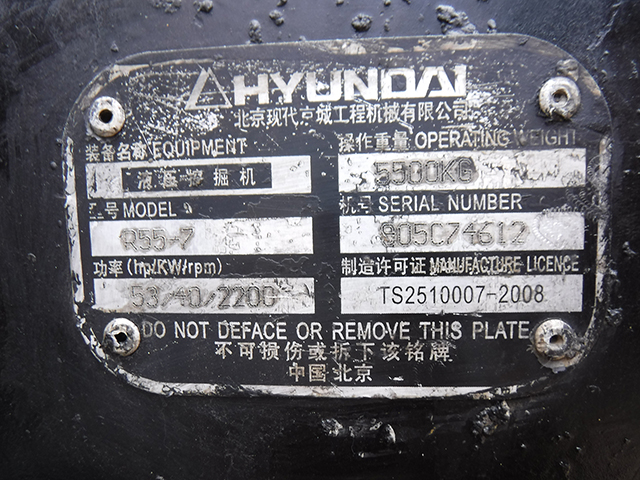 HYUNDAI
北京现代京城工程机械有限公司
装备名称 EQUIPMENT 操作重量 OPERATING WEIGHT
液压挖掘机 5500KG
型号 MODEL 机号 SERIAL NUMBER
R55-7 805C74612
功率 (hp/KW/rpm) 制造许可证 MANUFACTURE LICENCE
53/40/2200 TS2510007-2008
DO NOT DEFACE OR REMOVE THIS PLATE
不可损伤或拆下该铭牌
中国 北京